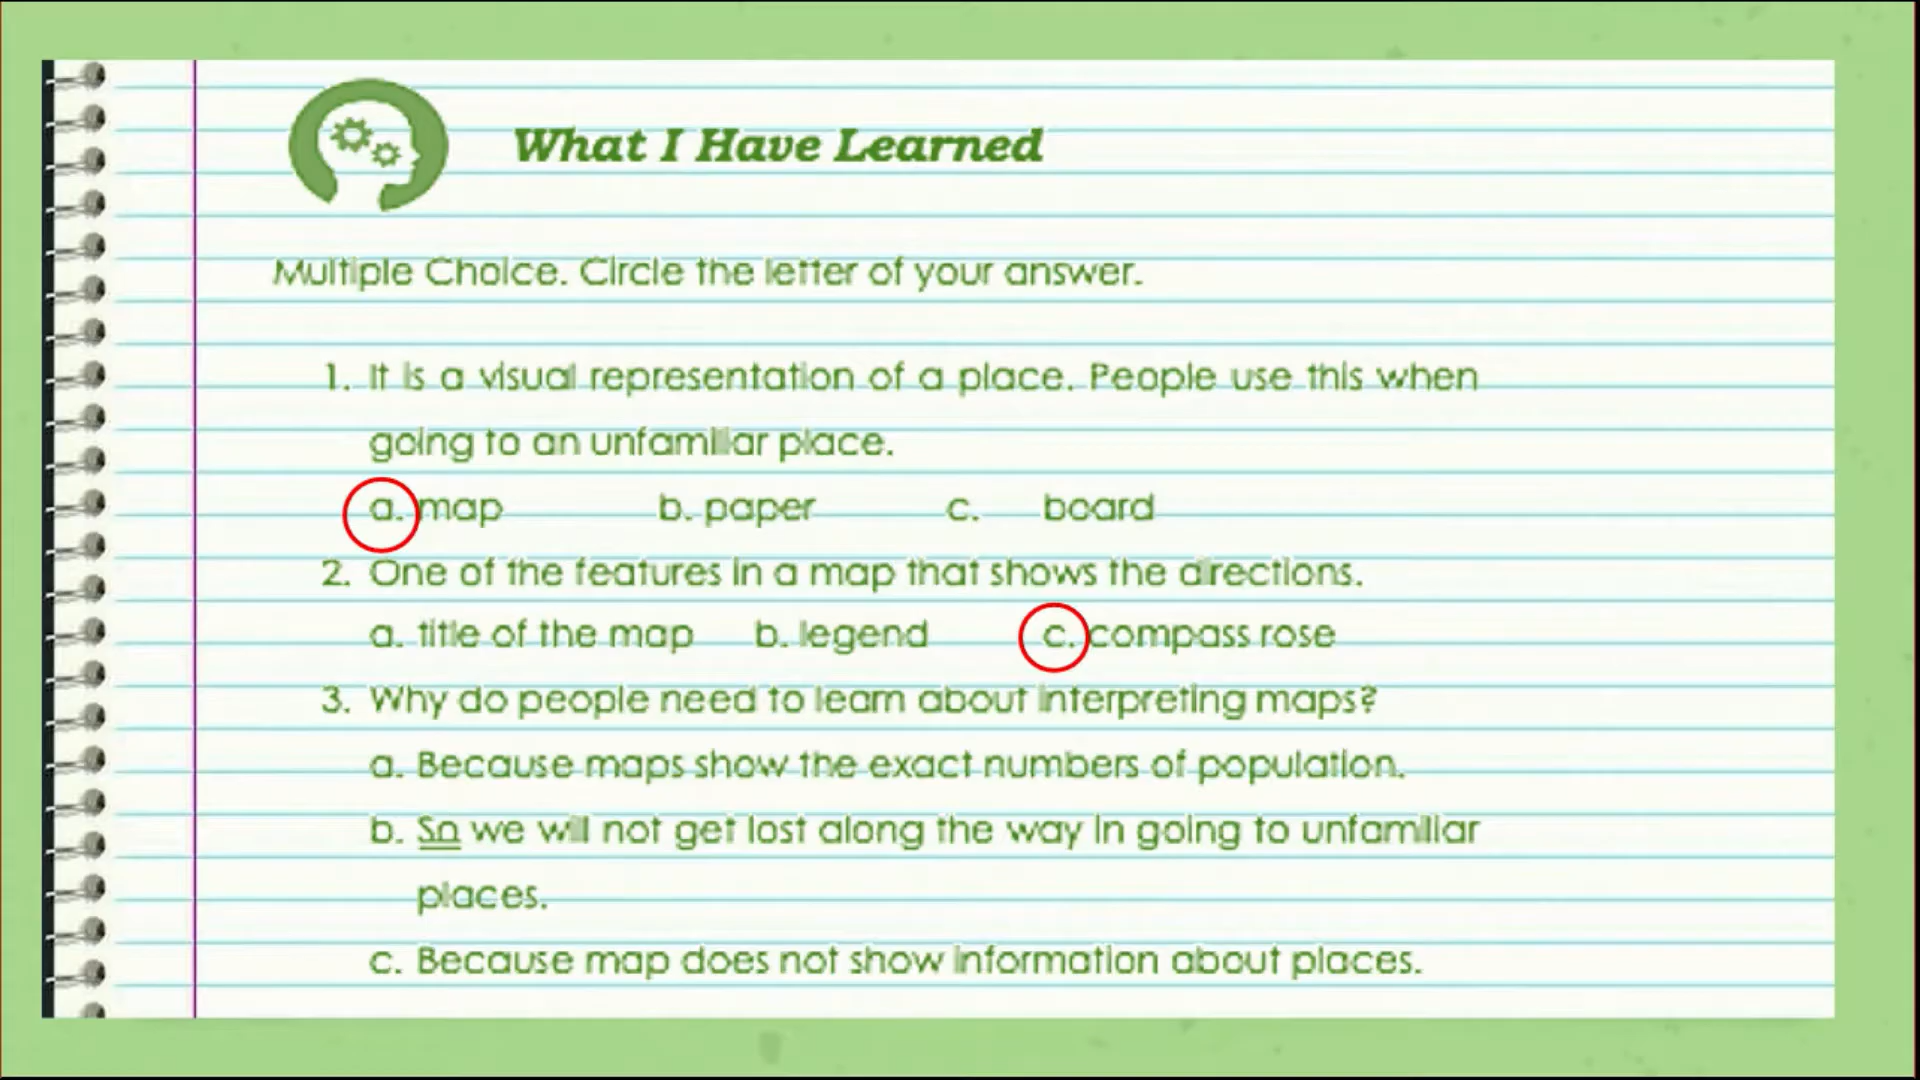 What I Have Learned
Multiple Choice. Circle the letter of your answer.
1. It is a visual representation of a place. People use this when
going to an unfamiliar place.
a. map b. paper c. board
2. One of the features in a map that shows the directions.
a. title of the map b. legend c. compass rose
3. Why do people need to learn about interpreting maps?
a. Because maps show the exact numbers of population.
b. So we will not get lost along the way in going to unfamiliar
places.
c. Because map does not show information about places.